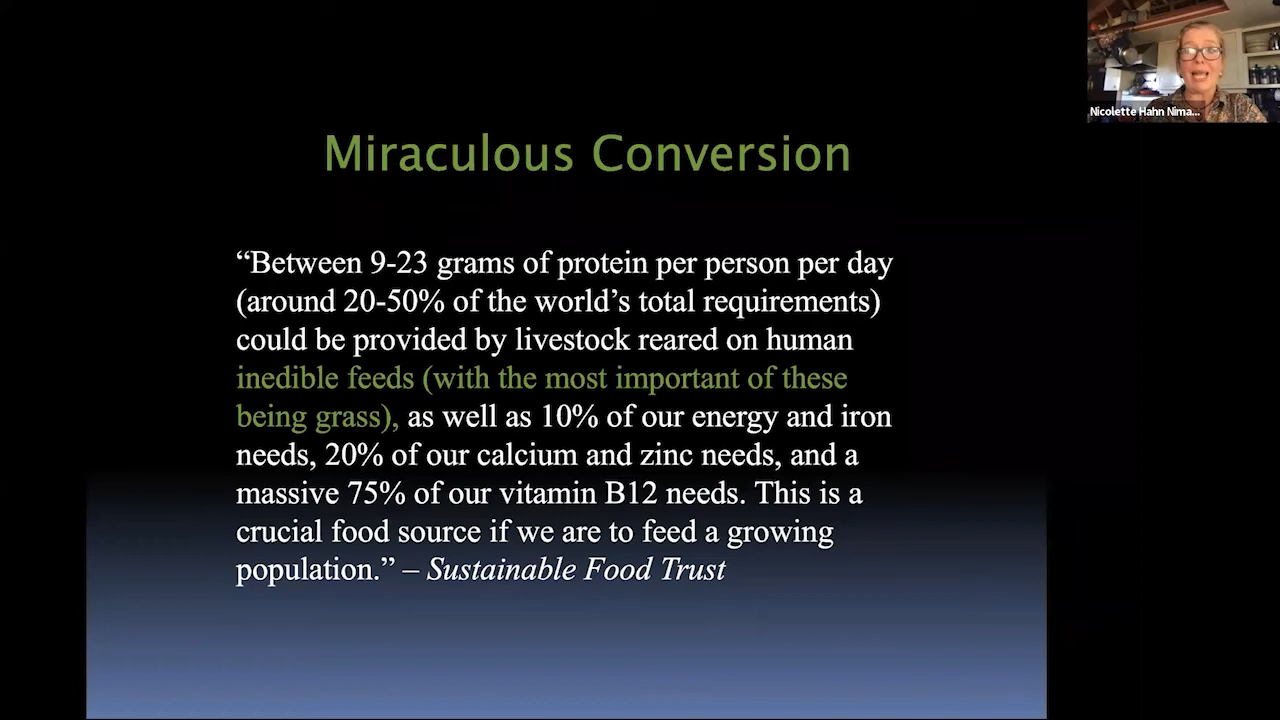 Nicolette Hahn Nima...
Miraculous Conversion
“Between 9-23 grams of protein per person per day
(around 20-50% of the world’s total requirements)
could be provided by livestock reared on human
inedible feeds (with the most important of these
being grass), as well as 10% of our energy and iron
needs, 20% of our calcium and zinc needs, and a
massive 75% of our vitamin B12 needs. This is a
crucial food source if we are to feed a growing
population.” – Sustainable Food Trust